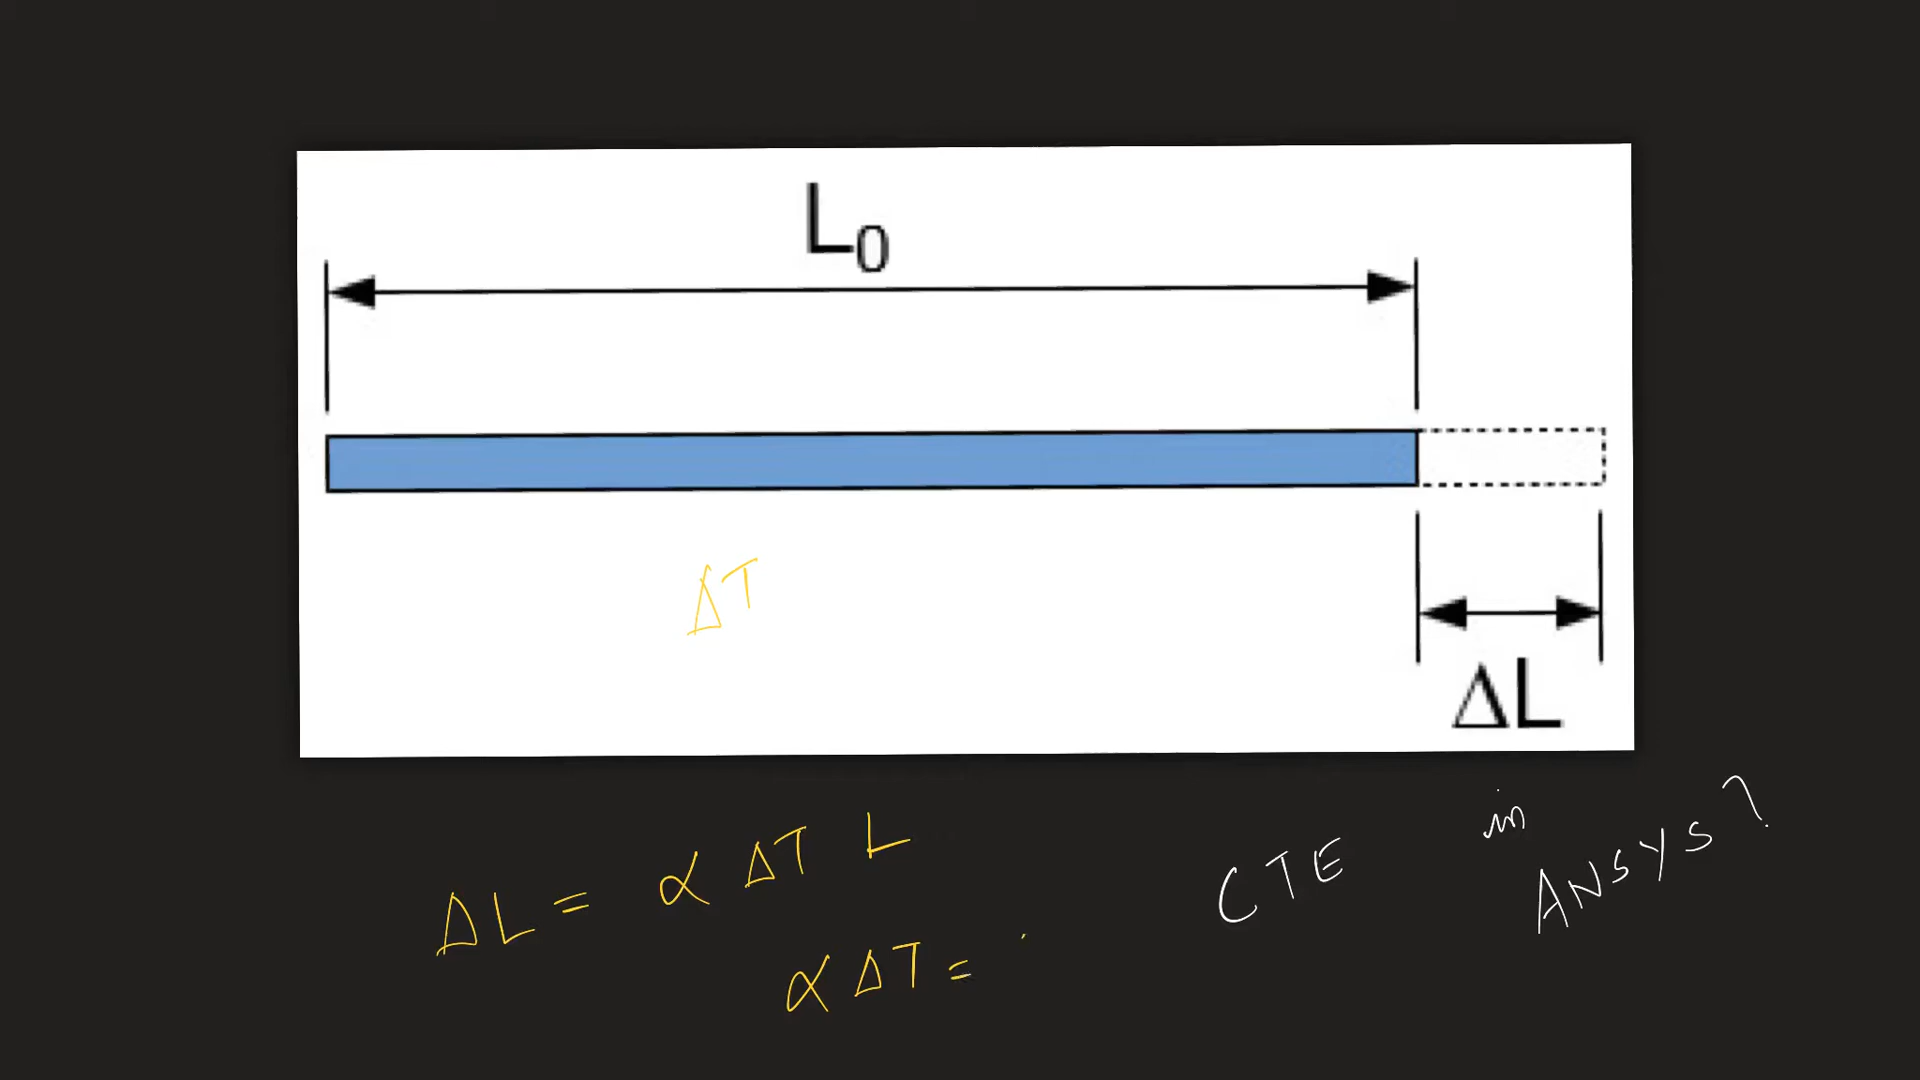 L₀
ΔT
ΔL
ΔL = α ΔT L
α ΔT =
CTE in ANSYS?